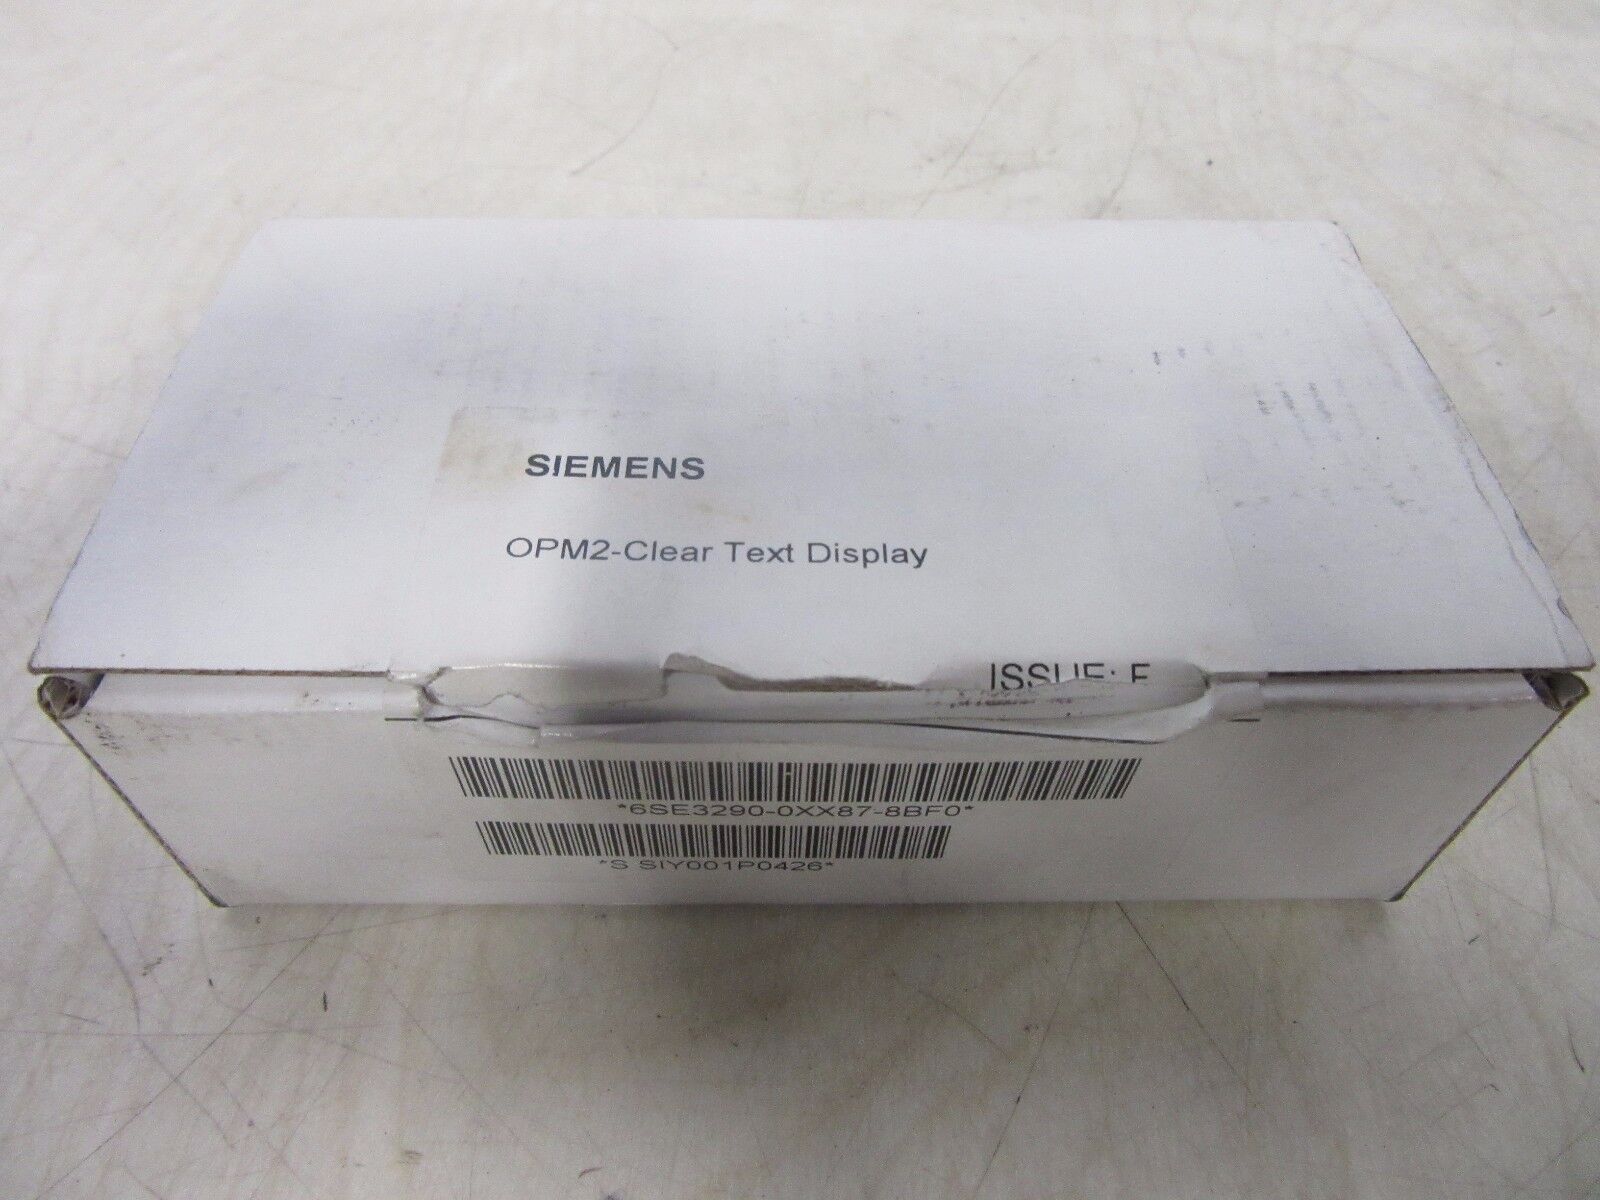 SIEMENS
OPM2-Clear Text Display
ISSUE:
*6SE3290-0XX87-8BF0*
*S SIY001P0426*